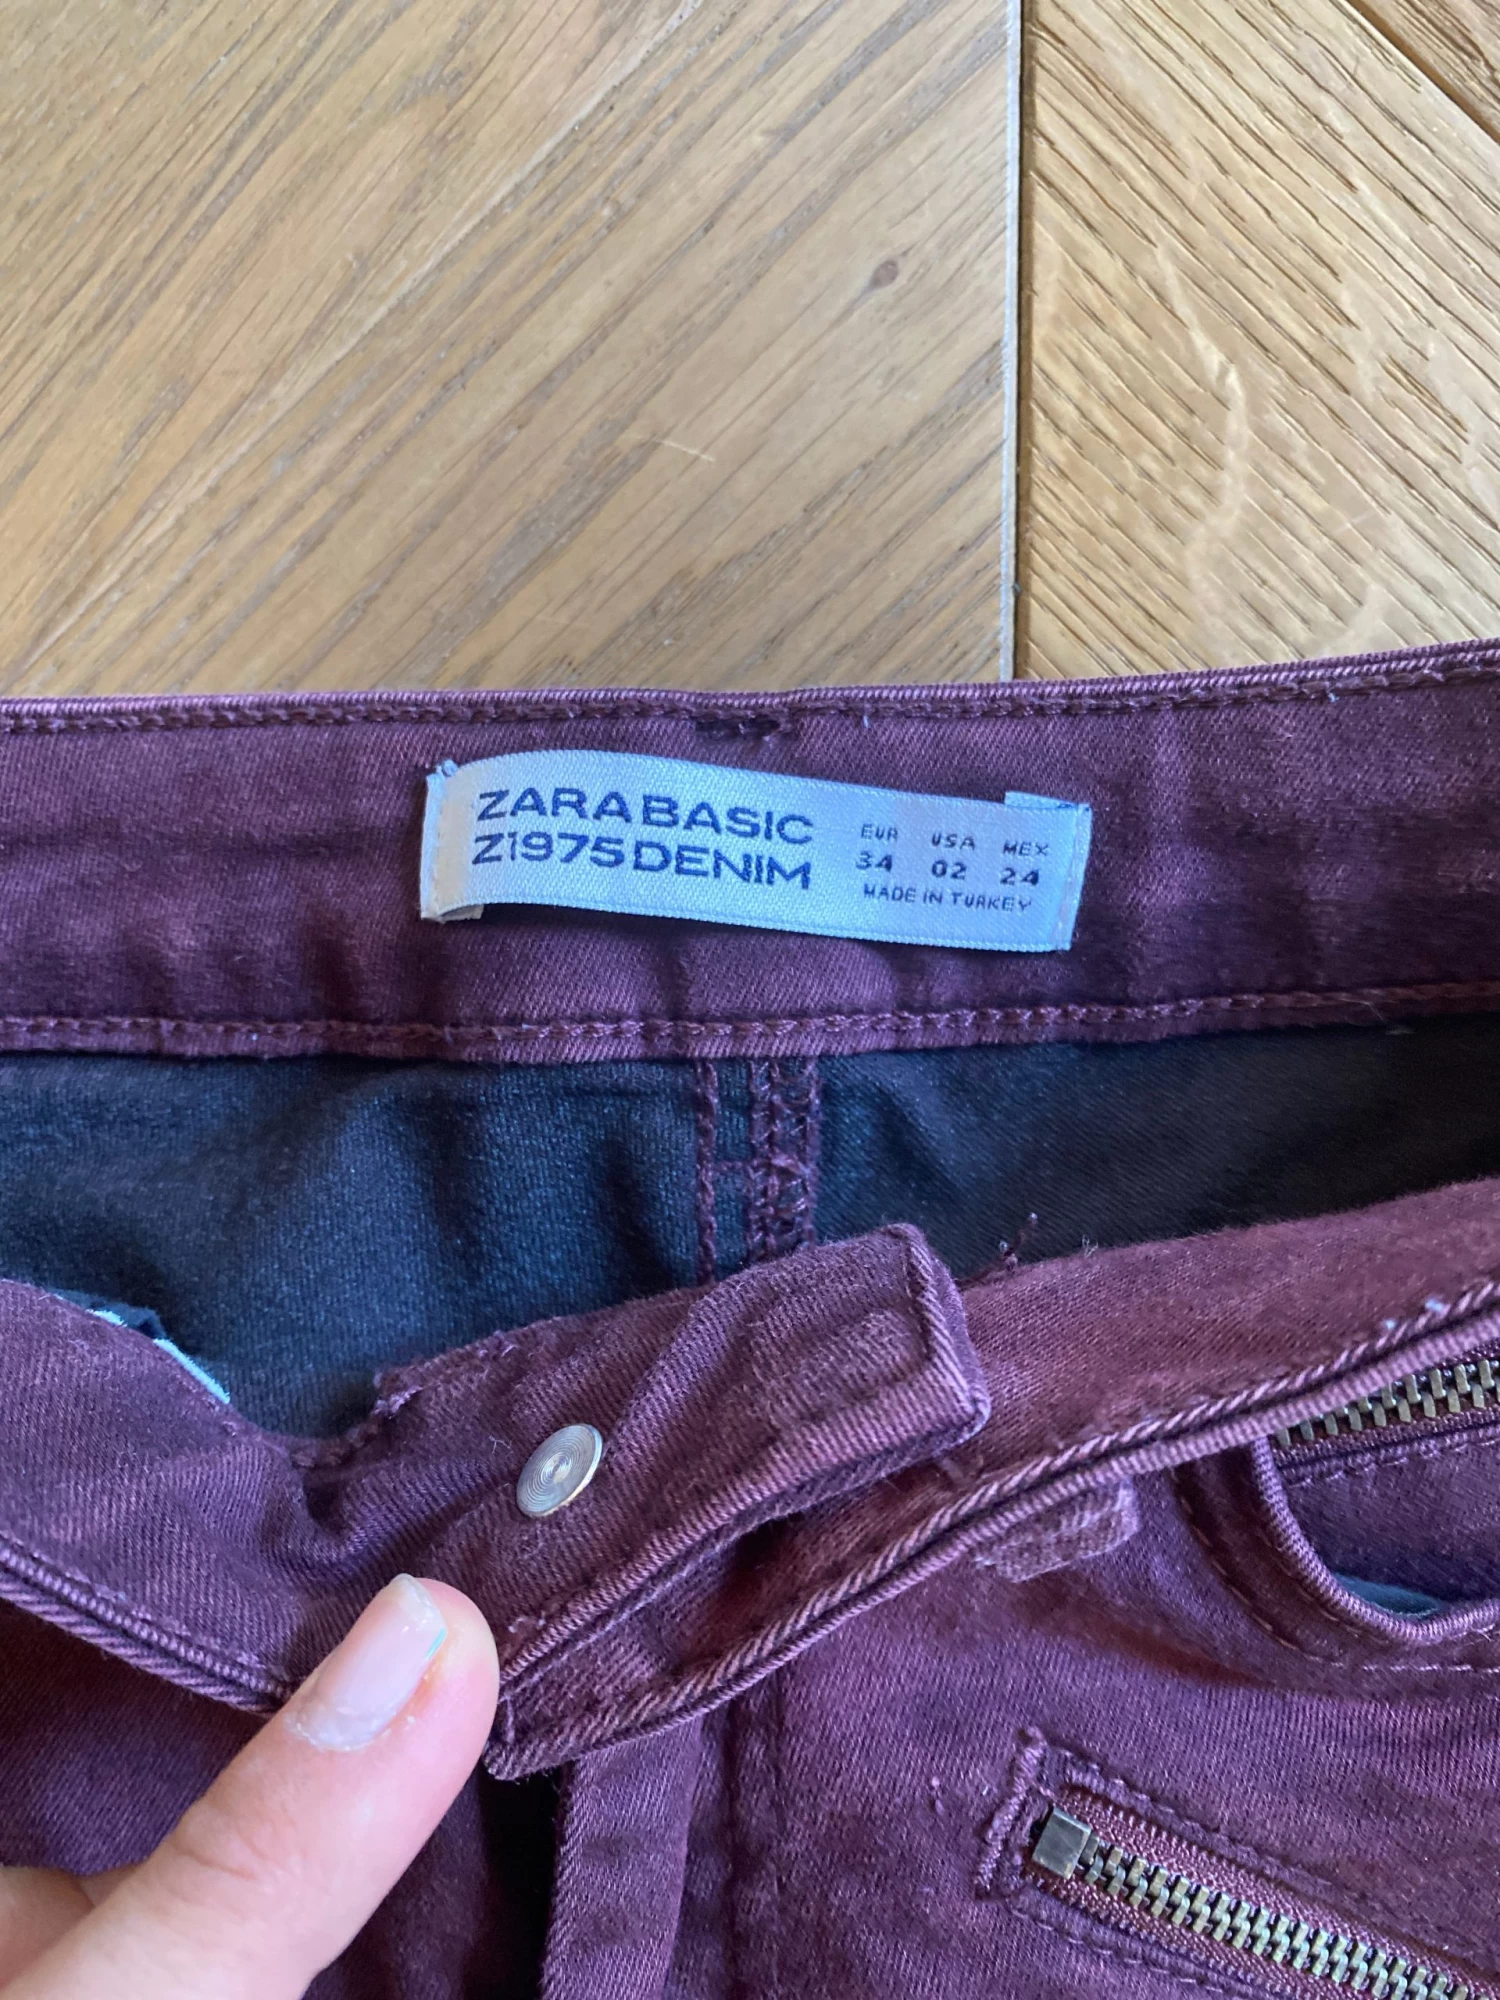 ZARA BASIC
Z1975 DENIM
EUR USA MEX
34 02 24
MADE IN TURKEY